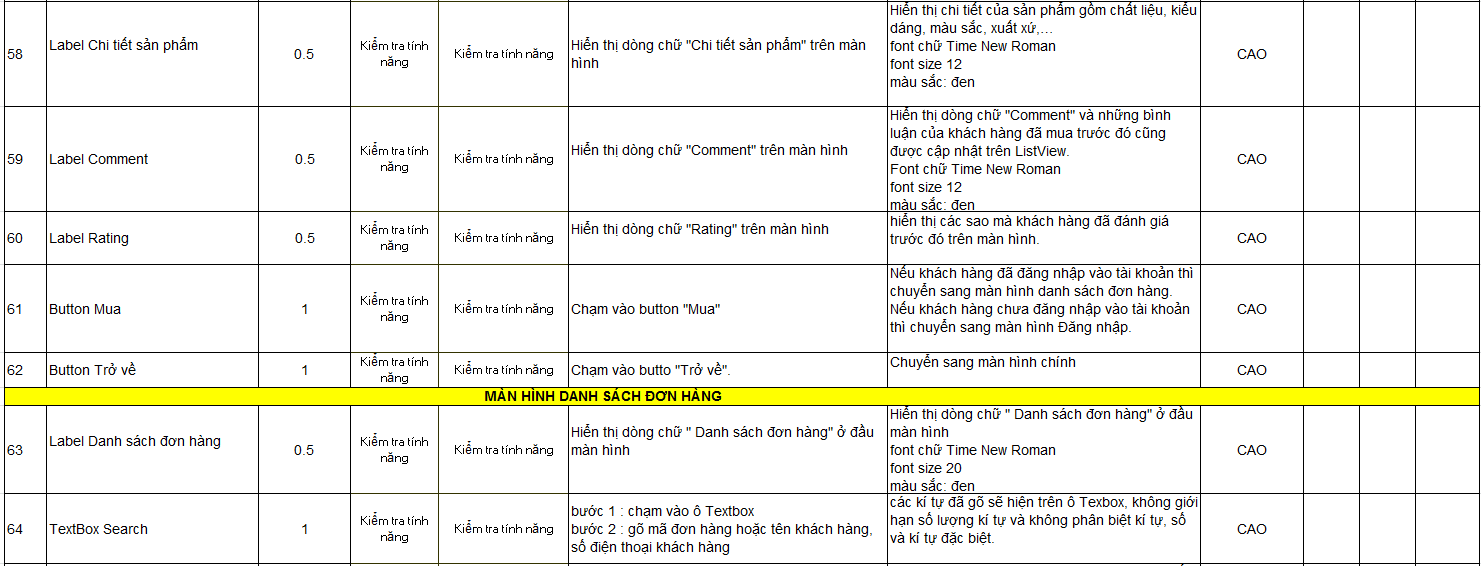 58
Label Chi tiết sản phẩm
0.5
Kiểm tra tính
năng
Kiểm tra tính năng
Hiển thị dòng chữ "Chi tiết sản phẩm" trên màn
hình
Hiển thị chi tiết của sản phẩm gồm chất liệu, kiểu
dáng, màu sắc, xuất xứ,...
font chữ Time New Roman
font size 12
màu sắc: đen
CAO
59
Label Comment
0.5
Kiểm tra tính
năng
Kiểm tra tính năng
Hiển thị dòng chữ "Comment" trên màn hình
Hiển thị dòng chữ "Comment" và những bình
luận của khách hàng đã mua trước đó cũng
được cập nhật trên ListView.
Font chữ Time New Roman
font size 12
màu sắc: đen
CAO
60
Label Rating
0.5
Kiểm tra tính
năng
Kiểm tra tính năng
Hiển thị dòng chữ "Rating" trên màn hình
hiển thị các sao mà khách hàng đã đánh giá
trước đó trên màn hình.
CAO
61
Button Mua
1
Kiểm tra tính
năng
Kiểm tra tính năng
Chạm vào button "Mua"
Nếu khách hàng đã đăng nhập vào tài khoản thì
chuyển sang màn hình danh sách đơn hàng.
Nếu khách hàng chưa đăng nhập vào tài khoản
thì chuyển sang màn hình Đăng nhập.
CAO
62
Button Trở về
1
Kiểm tra tính
năng
Kiểm tra tính năng
Chạm vào butto "Trở về".
Chuyển sang màn hình chính
CAO
MÀN HÌNH DANH SÁCH ĐƠN HÀNG
63
Label Danh sách đơn hàng
0.5
Kiểm tra tính
năng
Kiểm tra tính năng
Hiển thị dòng chữ " Danh sách đơn hàng" ở đầu
màn hình
Hiển thị dòng chữ " Danh sách đơn hàng" ở đầu
màn hình
font chữ Time New Roman
font size 20
màu sắc: đen
CAO
64
TextBox Search
1
Kiểm tra tính
năng
Kiểm tra tính năng
bước 1 : chạm vào ô Textbox
bước 2 : gõ mã đơn hàng hoặc tên khách hàng,
số điện thoại khách hàng
các kí tự đã gõ sẽ hiện trên ô Texbox, không giới
hạn số lượng kí tự và không phân biệt kí tự, số
và kí tự đặc biệt.
CAO